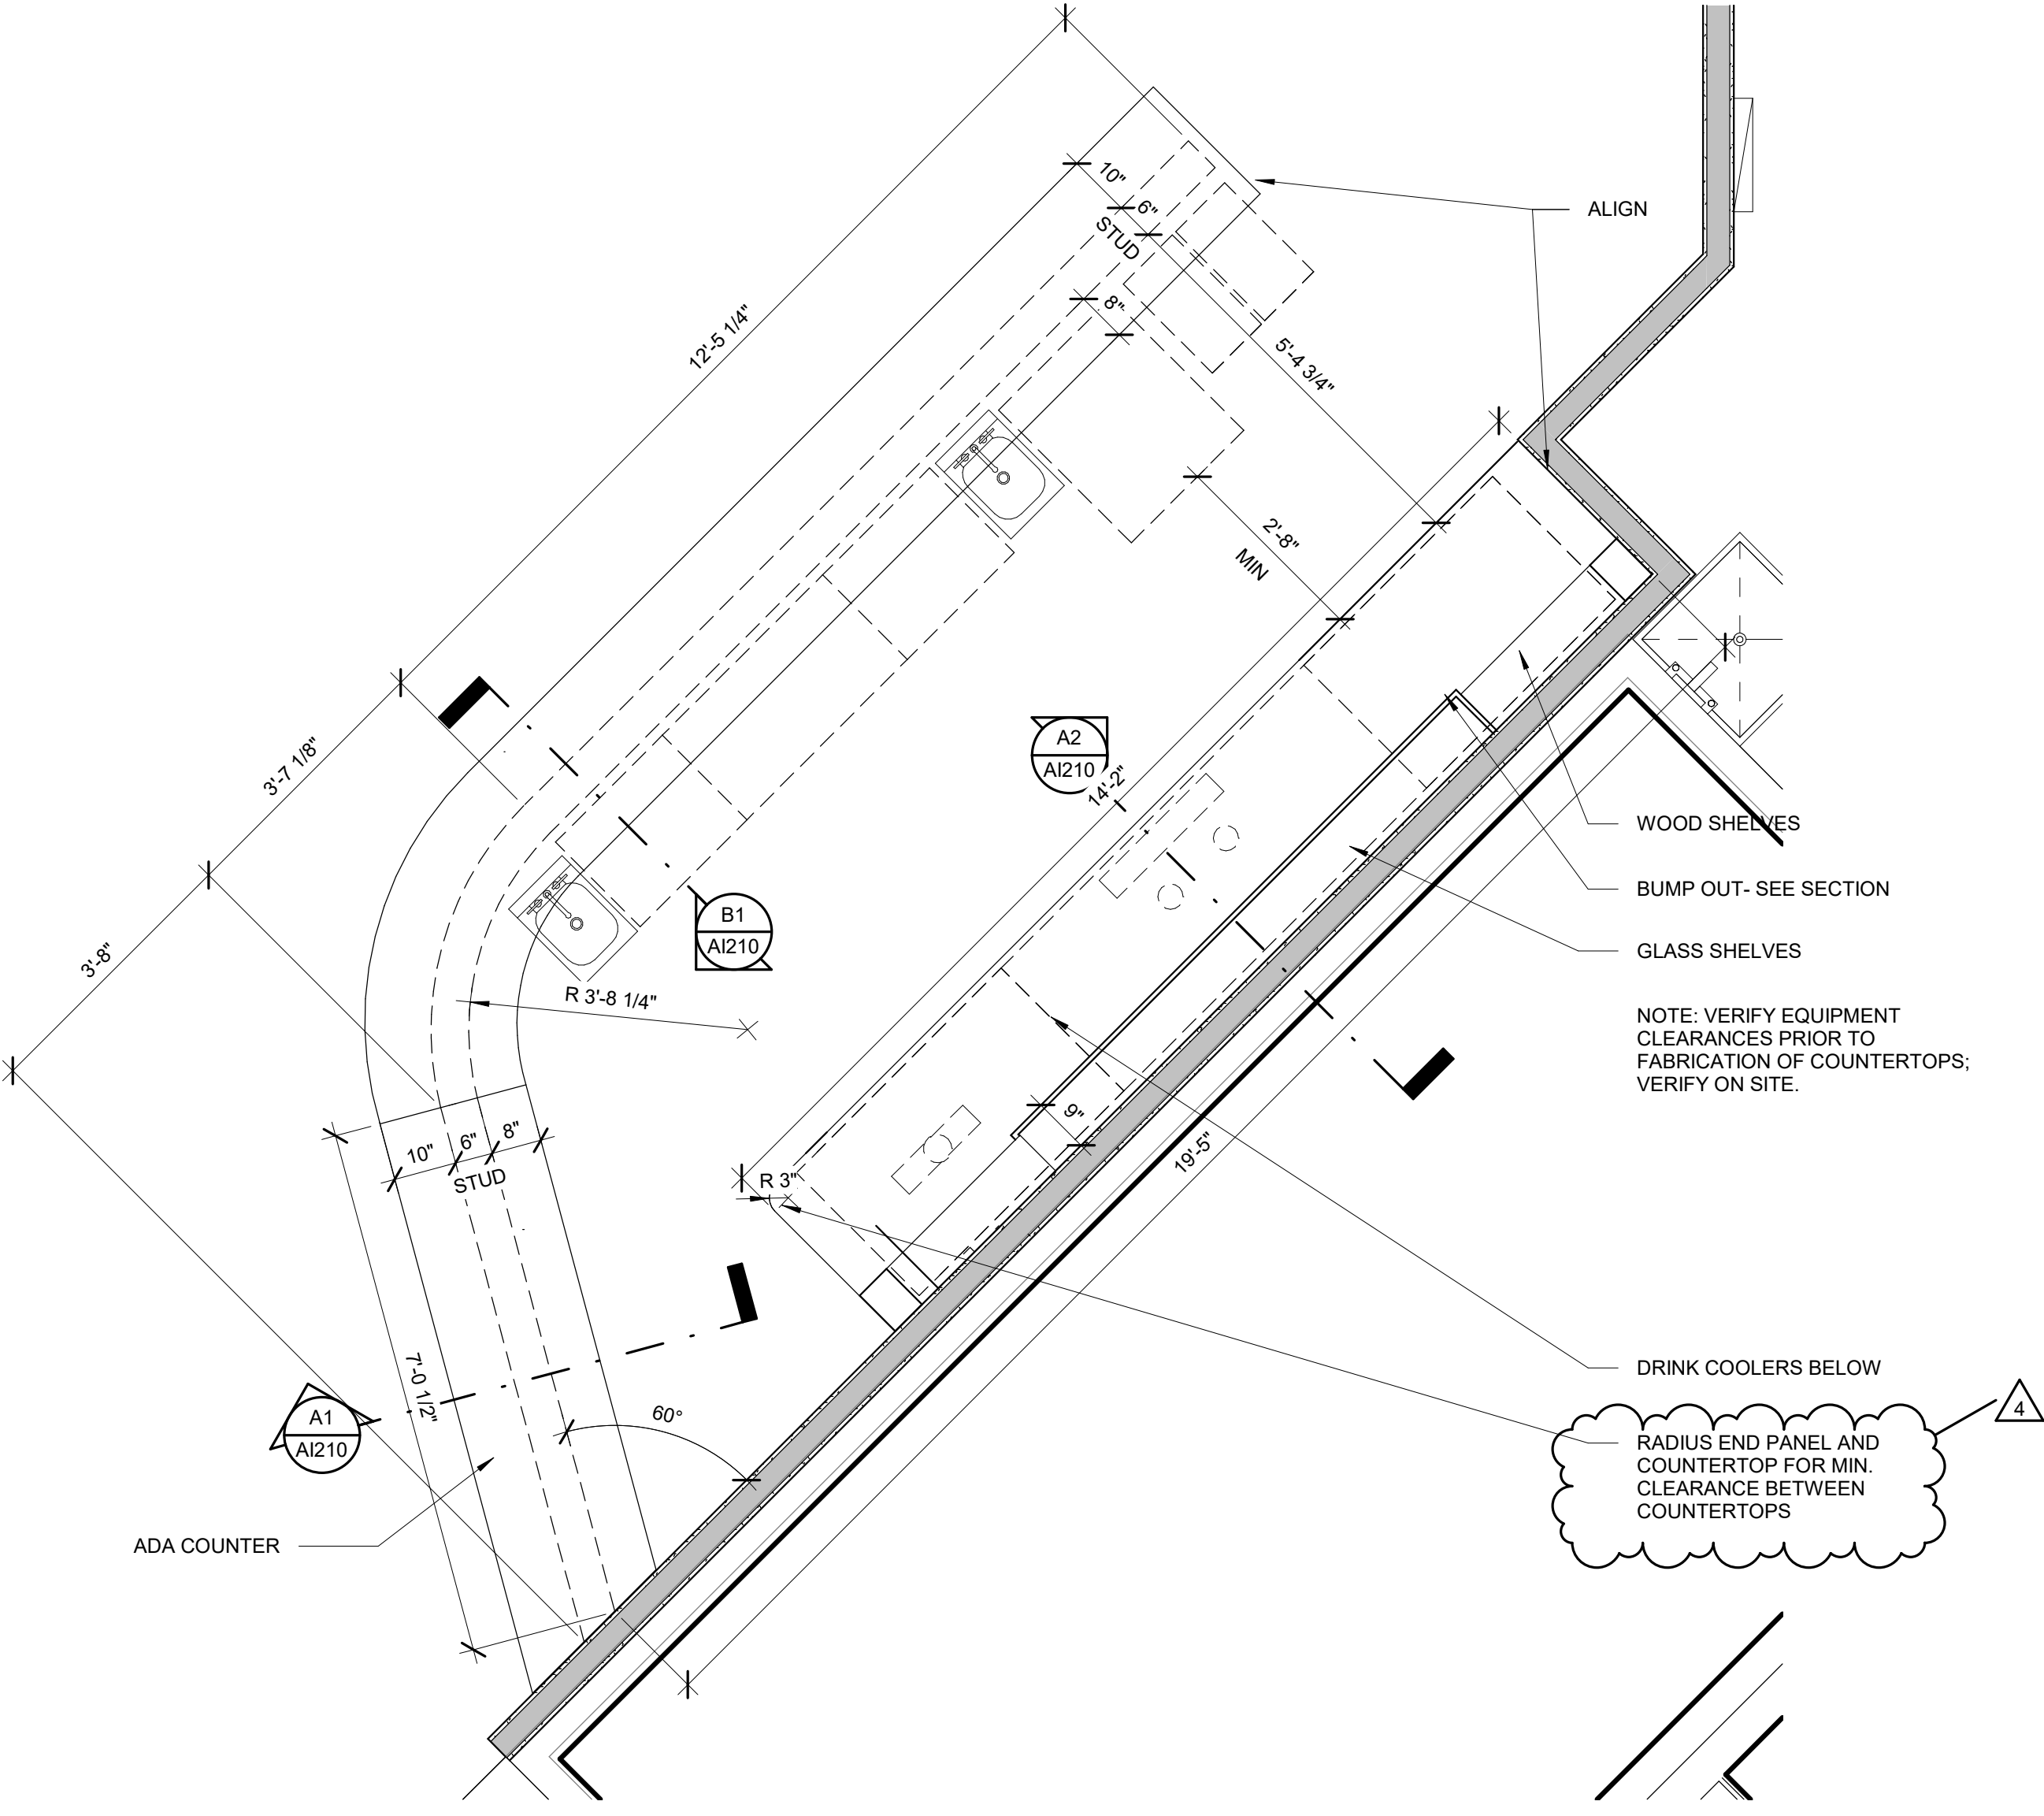 10"
6"
STUD
ALIGN
8"
12'-5 1/4"
5'-4 3/4"
2'-8"
MIN
3'-7 1/8"
A2
AI210
14'-2"
WOOD SHELVES
BUMP OUT- SEE SECTION
B1
AI210
GLASS SHELVES
3'-8"
R 3'-8 1/4"
NOTE: VERIFY EQUIPMENT
CLEARANCES PRIOR TO
FABRICATION OF COUNTERTOPS;
VERIFY ON SITE.
9"
10"
6"
8"
STUD
19'-5"
R 3"
DRINK COOLERS BELOW
7'-0 1/2"
A1
AI210
60°
4
RADIUS END PANEL AND
COUNTERTOP FOR MIN.
CLEARANCE BETWEEN
COUNTERTOPS
ADA COUNTER